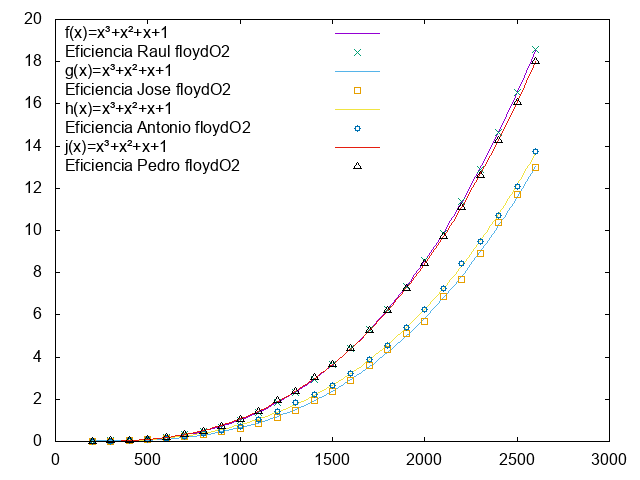 f(x)=x³+x²+x+1
Eficiencia Raul floydO2
g(x)=x³+x²+x+1
Eficiencia Jose floydO2
h(x)=x³+x²+x+1
Eficiencia Antonio floydO2
j(x)=x³+x²+x+1
Eficiencia Pedro floydO2
20
18
16
14
12
10
8
6
4
2
0
0 500 1000 1500 2000 2500 3000